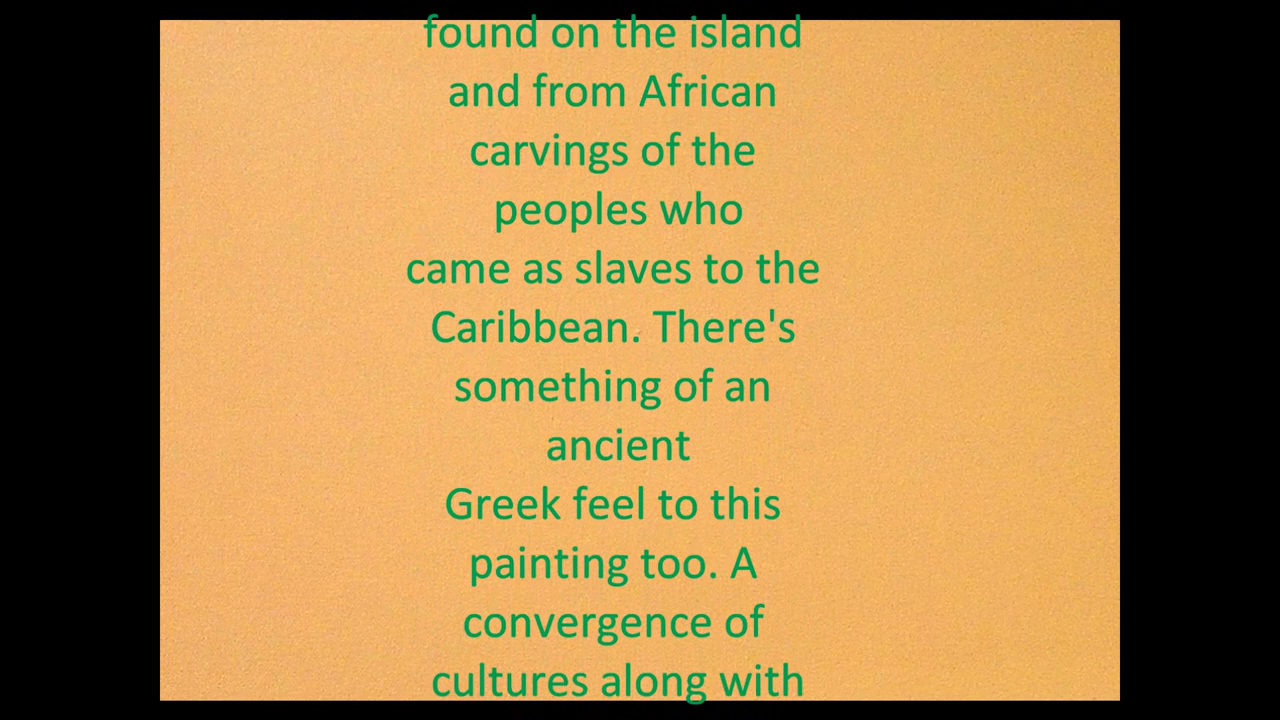 found on the island
and from African
carvings of the
peoples who
came as slaves to the
Caribbean. There's
something of an
ancient
Greek feel to this
painting too. A
convergence of
cultures along with